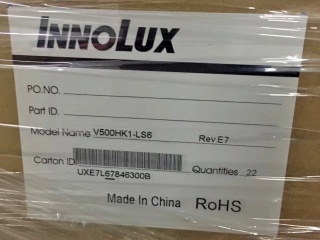 INNOLUX
PO.NO.
Part ID.
Model Name V500HK1-LS6 Rev.E7
Carton ID Quantities 22
UXE7L67846300B
Made In China RoHS